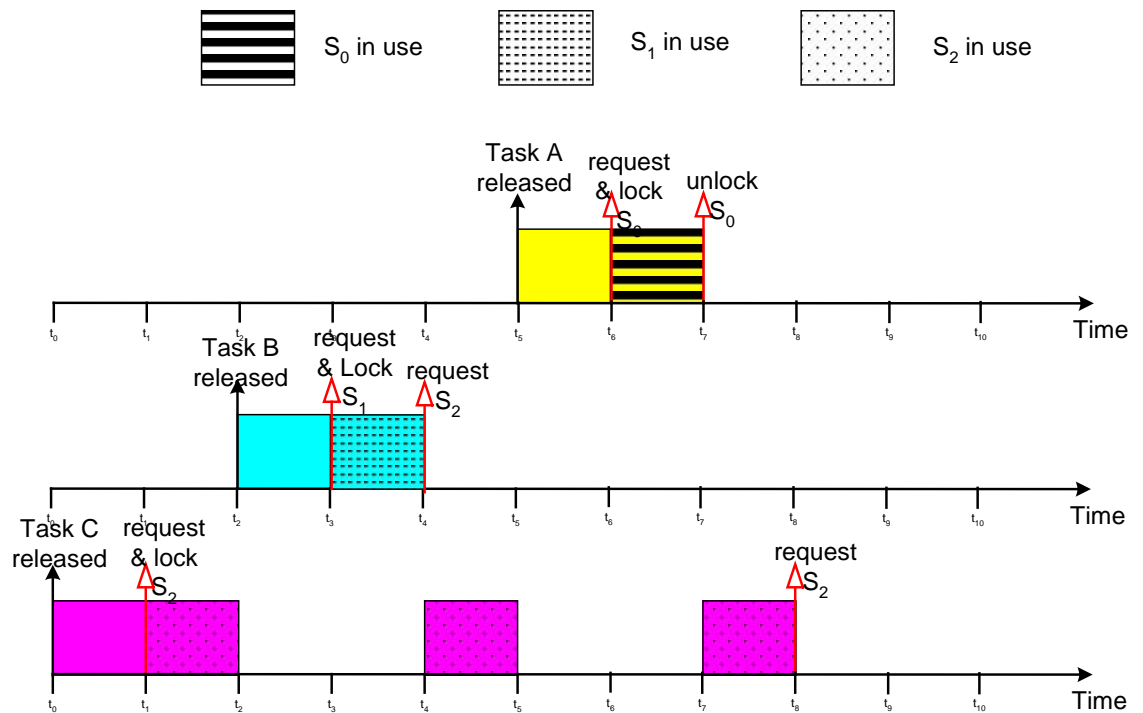 S0 in use
S1 in use
S2 in use
Task A
released
request
& lock
S0
unlock
S0
t0 t1 t2 t3 t4 t5 t6 t7 t8 t9 t10
Time
Task B
released
request
& Lock
S1
request
S2
t0 t1 t2 t3 t4 t5 t6 t7 t8 t9 t10
Time
Task C
released
request
& lock
S2
request
S2
t0 t1 t2 t3 t4 t5 t6 t7 t8 t9 t10
Time